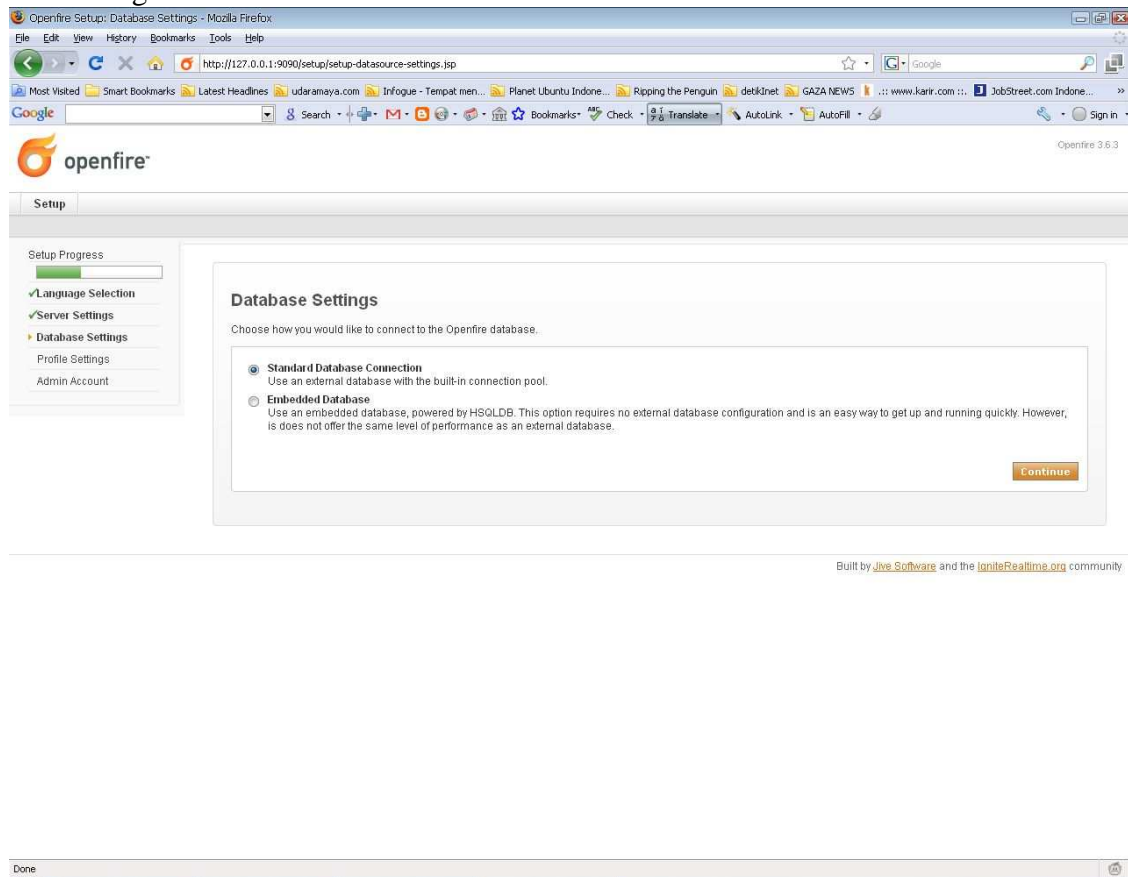 Openfire Setup: Database Settings - Mozilla Firefox
File Edit View History Bookmarks Tools Help
http://127.0.0.1:9090/setup/setup-datasource-settings.jsp Google
Most Visited Smart Bookmarks Latest Headlines udaramaya.com Infogue - Tempat men... Planet Ubuntu Indone... Ripping the Penguin detikInet GAZA NEWS .:: www.karir.com ::. JobStreet.com Indone... »
Google Search Bookmarks Check Translate AutoLink AutoFill Sign in
openfire
Openfire 3.6.3
Setup
Setup Progress
Language Selection
Server Settings
Database Settings
Profile Settings
Admin Account
Database Settings
Choose how you would like to connect to the Openfire database.
Standard Database Connection
Use an external database with the built-in connection pool.
Embedded Database
Use an embedded database, powered by HSQLDB. This option requires no external database configuration and is an easy way to get up and running quickly. However,
is does not offer the same level of performance as an external database.
Continue
Built by Jive Software and the IgniteRealtime.org community
Done